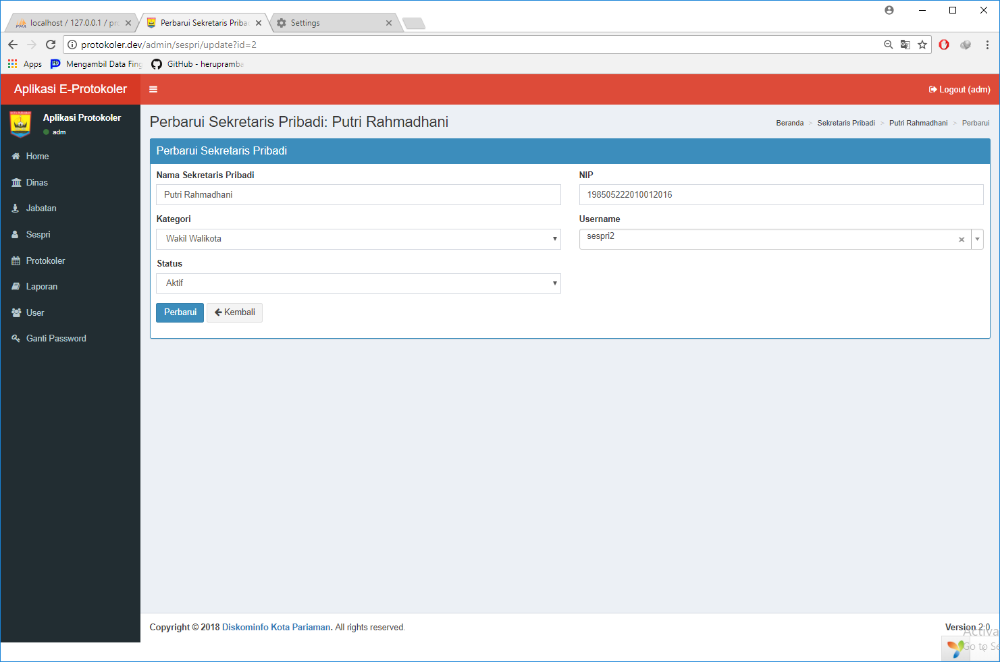 localhost / 127.0.0.1 / pro
Perbarui Sekretaris Pribad
Settings
protokoler.dev/admin/sespri/update?id=2
Apps
Mengambil Data Fing
GitHub - herupramba
Aplikasi E-Protokoler
Logout (adm)
KOTA PARIAMAN
Aplikasi Protokoler
adm
Home
Dinas
Jabatan
Sespri
Protokoler
Laporan
User
Ganti Password
Perbarui Sekretaris Pribadi: Putri Rahmadhani
Beranda > Sekretaris Pribadi > Putri Rahmadhani > Perbarui
Perbarui Sekretaris Pribadi
Nama Sekretaris Pribadi
Putri Rahmadhani
NIP
198505222010012016
Kategori
Wakil Walikota
Username
sespri2
Status
Aktif
Perbarui
Kembali
Copyright © 2018 Diskominfo Kota Pariaman. All rights reserved.
Version 2.0
Activa
Go to Se